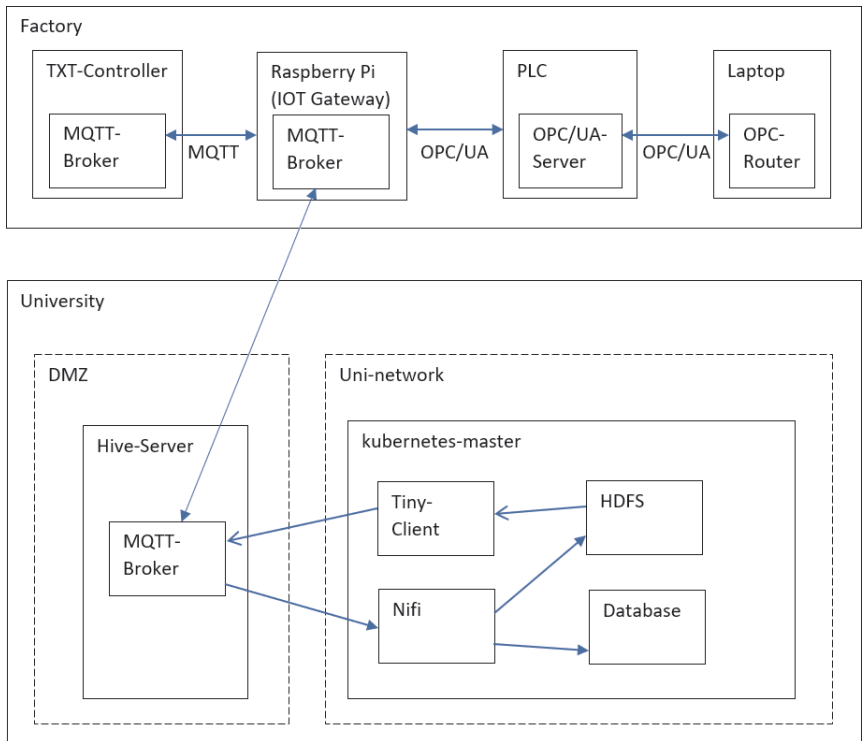 Factory
TXT-Controller
MQTT-
Broker
MQTT
Raspberry Pi
(IOT Gateway)
MQTT-
Broker
OPC/UA
PLC
OPC/UA-
Server
OPC/UA
Laptop
OPC-
Router
University
DMZ
Hive-Server
MQTT-
Broker
Uni-network
kubernetes-master
Tiny-
Client
HDFS
Nifi
Database